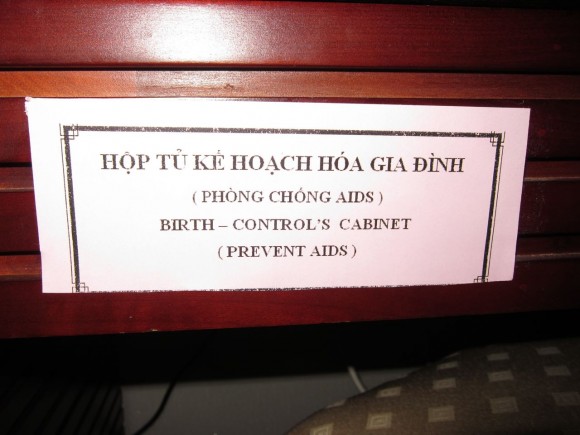 HỘP TỦ KẾ HOẠCH HÓA GIA ĐÌNH
( PHÒNG CHỐNG AIDS )
BIRTH – CONTROL'S CABINET
( PREVENT AIDS )